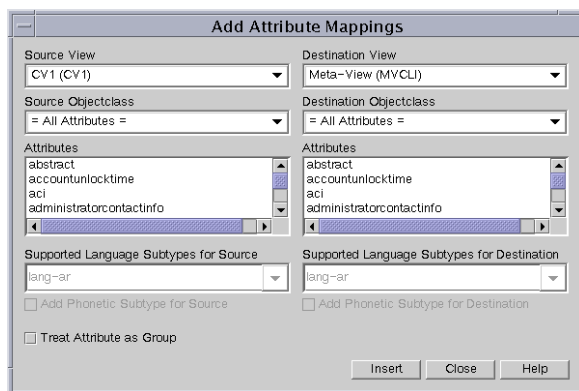 Add Attribute Mappings
Source View
CV1 (CV1)
Source Objectclass
= All Attributes =
Attributes
abstract
accountunlocktime
aci
administratorcontactinfo
Supported Language Subtypes for Source
lang-ar
Add Phonetic Subtype for Source
Destination View
Meta-View (MVCLI)
Destination Objectclass
= All Attributes =
Attributes
abstract
accountunlocktime
aci
administratorcontactinfo
Supported Language Subtypes for Destination
lang-ar
Add Phonetic Subtype for Destination
Treat Attribute as Group
Insert
Close
Help